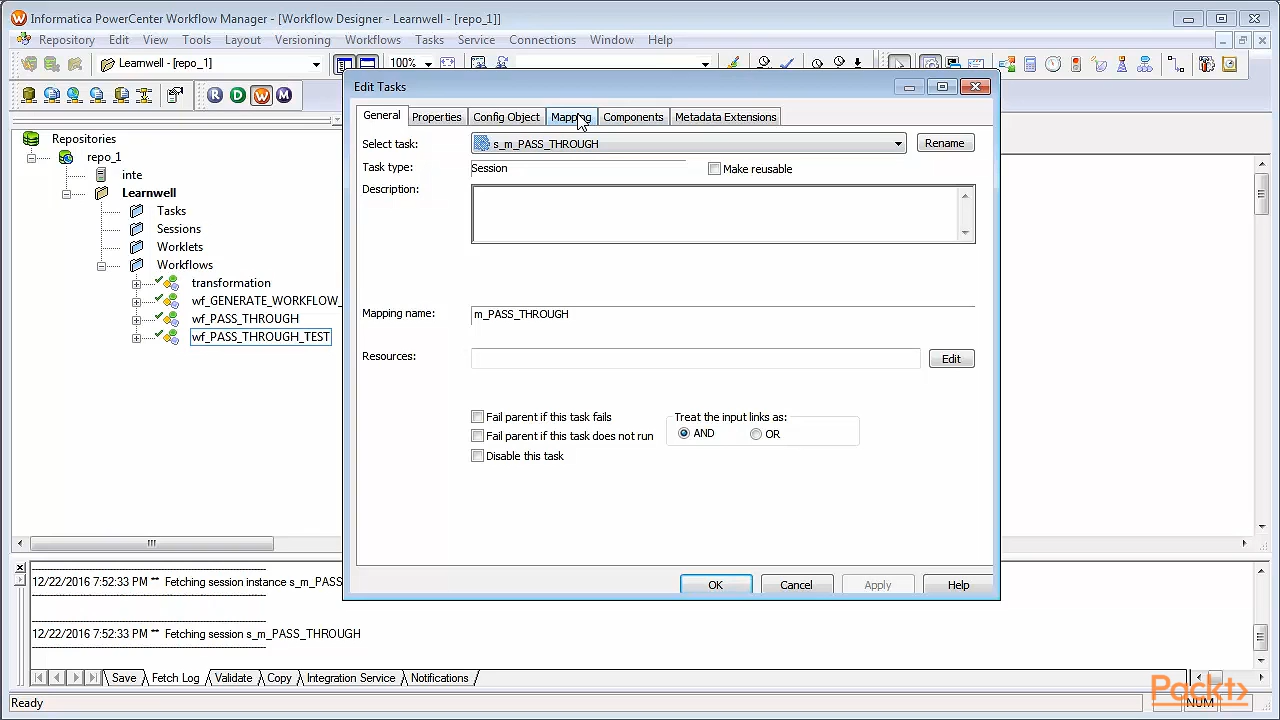 Informatica PowerCenter Workflow Manager - [Workflow Designer - Learnwell - [repo_1]]
Repository Edit View Tools Layout Versioning Workflows Tasks Service Connections Window Help
Learnwell - [repo_1]
100%
R D W M
Repositories
repo_1
inte
Learnwell
Tasks
Sessions
Worklets
Workflows
transformation
wf_GENERATE_WORKFLOW_
wf_PASS_THROUGH
wf_PASS_THROUGH_TEST
Edit Tasks
General Properties Config Object Mapping Components Metadata Extensions
Select task: s_m_PASS_THROUGH Rename
Task type: Session Make reusable
Description:
Mapping name: m_PASS_THROUGH
Resources: Edit
Fail parent if this task fails
Fail parent if this task does not run
Disable this task
Treat the input links as:
AND OR
OK Cancel Apply Help
12/22/2016 7:52:33 PM ** Fetching session instance s_m_PASS
12/22/2016 7:52:33 PM ** Fetching session s_m_PASS_THROUGH
Save Fetch Log Validate Copy Integration Service Notifications
Ready
NUM
Packt